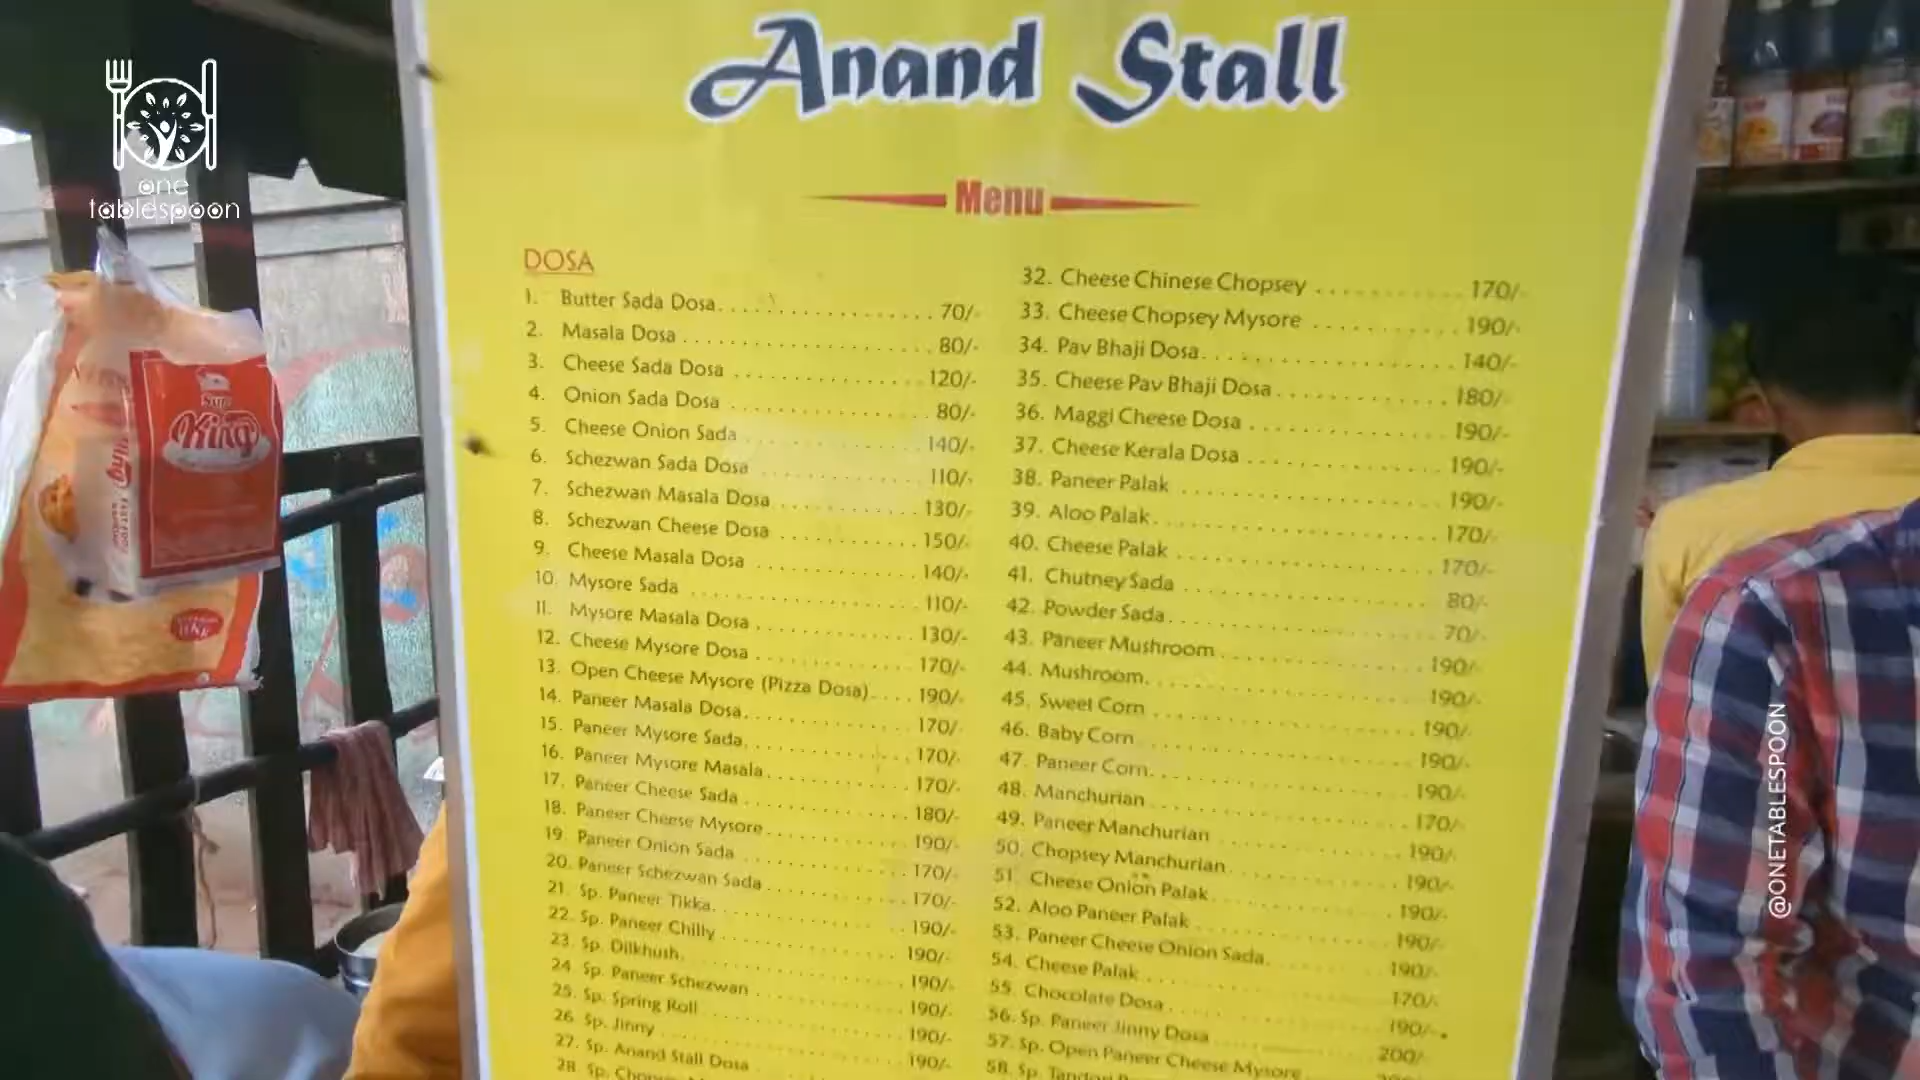 one
tablespoon
Anand Stall
Menu
DOSA
1. Butter Sada Dosa 70/-
2. Masala Dosa 80/-
3. Cheese Sada Dosa 120/-
4. Onion Sada Dosa 80/-
5. Cheese Onion Sada 140/-
6. Schezwan Sada Dosa 110/-
7. Schezwan Masala Dosa 130/-
8. Schezwan Cheese Dosa 150/-
9. Cheese Masala Dosa 140/-
10. Mysore Sada 110/-
11. Mysore Masala Dosa 130/-
12. Cheese Mysore Dosa 170/-
13. Open Cheese Mysore (Pizza Dosa) 190/-
14. Paneer Masala Dosa 170/-
15. Paneer Mysore Sada 170/-
16. Paneer Mysore Masala 170/-
17. Paneer Cheese Sada 180/-
18. Paneer Cheese Mysore 190/-
19. Paneer Onion Sada 170/-
20. Paneer Schezwan Sada 170/-
21. Sp. Paneer Tikka 190/-
22. Sp. Paneer Chilly 190/-
23. Sp. Dilkhush 190/-
24. Sp. Paneer Schezwan 190/-
25. Sp. Spring Roll 190/-
26. Sp. Jinny 190/-
27. Sp. Anand Stall Dosa
28. Sp.
32. Cheese Chinese Chopsey 170/-
33. Cheese Chopsey Mysore 190/-
34. Pav Bhaji Dosa 140/-
35. Cheese Pav Bhaji Dosa 180/-
36. Maggi Cheese Dosa 190/-
37. Cheese Kerala Dosa 190/-
38. Paneer Palak 190/-
39. Aloo Palak 170/-
40. Cheese Palak 170/-
41. Chutney Sada 80/-
42. Powder Sada 70/-
43. Paneer Mushroom 190/-
44. Mushroom 190/-
45. Sweet Corn 190/-
46. Baby Corn 190/-
47. Paneer Corn 190/-
48. Manchurian 170/-
49. Paneer Manchurian 190/-
50. Chopsey Manchurian 190/-
51. Cheese Onion Palak 190/-
52. Aloo Paneer Palak 190/-
53. Paneer Cheese Onion Sada 190/-
54. Cheese Palak 170/-
55. Chocolate Dosa 190/-
56. Sp. Paneer Jinny Dosa 200/-
57. Sp. Open Paneer Cheese Mysore
58. Sp.
King
@ONETABLESPOON